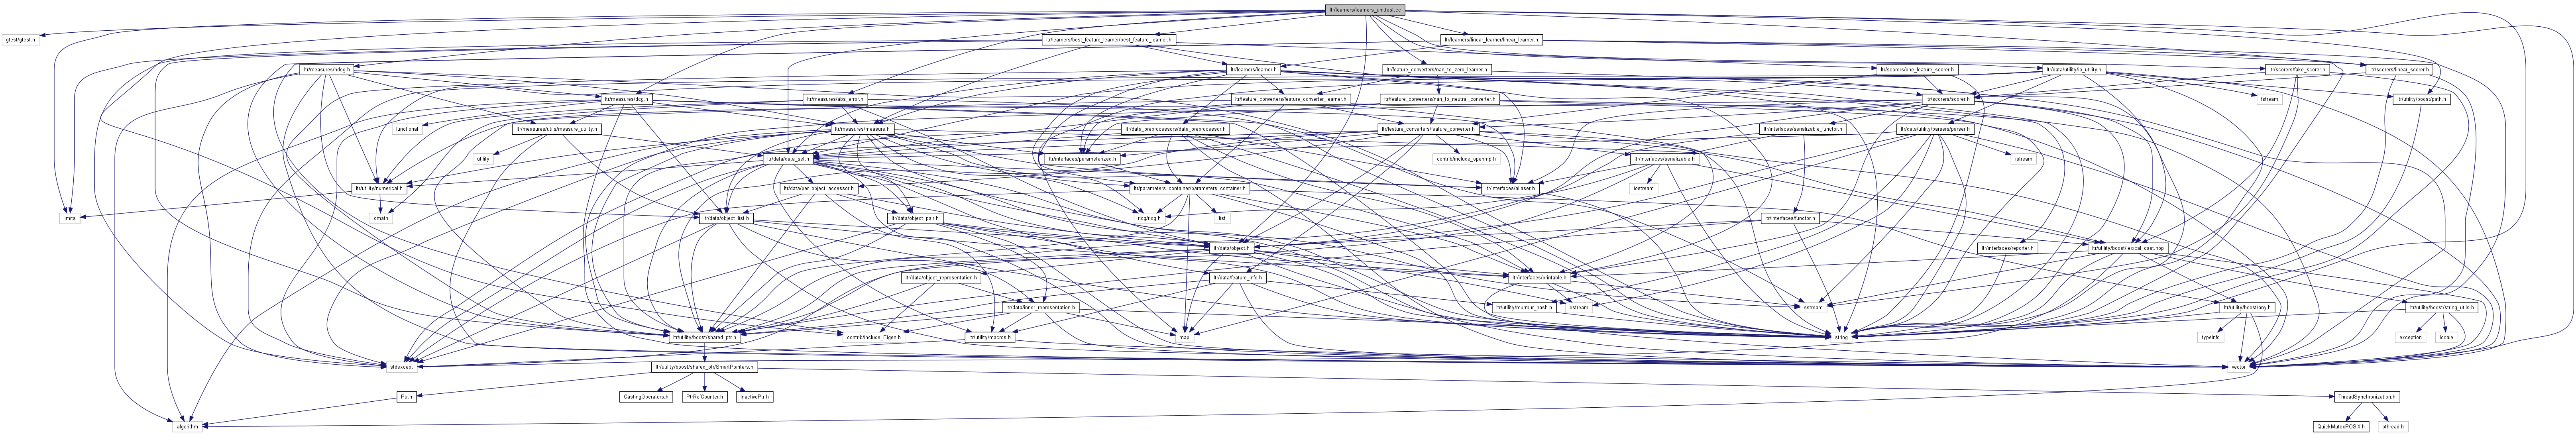 ltr/learners/learners_unittest.cc
gtest/gtest.h
ltr/learners/best_feature_learner/best_feature_learner.h
ltr/learners/linear_learner/linear_learner.h
ltr/measures/ndcg.h
ltr/learners/learner.h
ltr/feature_converters/nan_to_zero_learner.h
ltr/scorers/one_feature_scorer.h
ltr/data/utility/io_utility.h
ltr/scorers/fake_scorer.h
ltr/scorers/linear_scorer.h
ltr/measures/dcg.h
ltr/measures/abs_error.h
ltr/feature_converters/feature_converter_learner.h
ltr/feature_converters/nan_to_neutral_converter.h
ltr/scorers/scorer.h
fstream
ltr/utility/boost/path.h
functional
ltr/measures/utils/measure_utility.h
ltr/measures/measure.h
ltr/data_preprocessors/data_preprocessor.h
ltr/feature_converters/feature_converter.h
ltr/interfaces/serializable_functor.h
ltr/data/utility/parsers/parser.h
utility
ltr/data/data_set.h
ltr/interfaces/parameterized.h
contrib/include_openmp.h
ltr/interfaces/serializable.h
istream
ltr/utility/numerical.h
ltr/data/per_object_accessor.h
ltr/parameters_container/parameters_container.h
ltr/interfaces/aliaser.h
iostream
limits
cmath
ltr/data/object_list.h
ltr/data/object_pair.h
rlog/rlog.h
list
ltr/interfaces/functor.h
ltr/data/object.h
ltr/interfaces/reporter.h
ltr/utility/boost/lexical_cast.hpp
ltr/data/object_representation.h
ltr/data/feature_info.h
ltr/interfaces/printable.h
ltr/data/inner_representation.h
ltr/utility/murmur_hash.h
ostream
sstream
ltr/utility/boost/any.h
ltr/utility/boost/string_utils.h
ltr/utility/boost/shared_ptr.h
contrib/include_Eigen.h
ltr/utility/macros.h
map
string
typeinfo
exception
locale
stdexcept
ltr/utility/boost/shared_ptr/SmartPointers.h
vector
Ptr.h
CastingOperators.h
PtrRefCounter.h
InactivePtr.h
ThreadSynchronization.h
algorithm
QuickMutexPOSIX.h
pthread.h